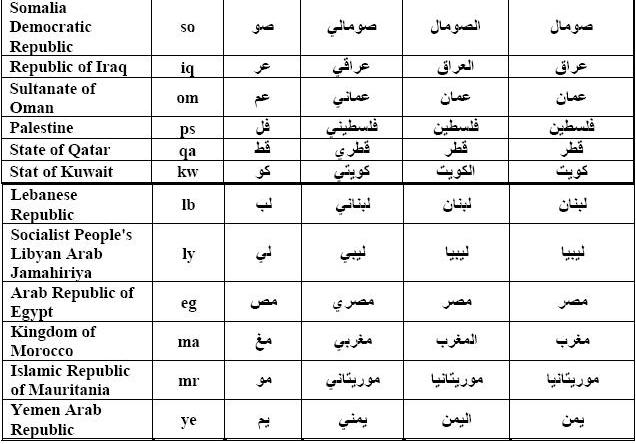 Somalia
Democratic
Republic
so صو صومالي الصومال صومال
Republic of Iraq iq عر عراقي العراق عراق
Sultanate of
Oman
om عم عماني عمان عمان
Palestine ps فل فلسطيني فلسطين فلسطين
State of Qatar qa قط قطري قطر قطر
Stat of Kuwait kw كو كويتي الكويت كويت
Lebanese
Republic
lb لب لبناني لبنان لبنان
Socialist People's
Libyan Arab
Jamahiriya
ly لي ليبي ليبيا ليبيا
Arab Republic of
Egypt
eg مص مصري مصر مصر
Kingdom of
Morocco
ma مغ مغربي المغرب مغرب
Islamic Republic
of Mauritania
mr مو موريتاني موريتانيا موريتانيا
Yemen Arab
Republic
ye يم يمني اليمن يمن